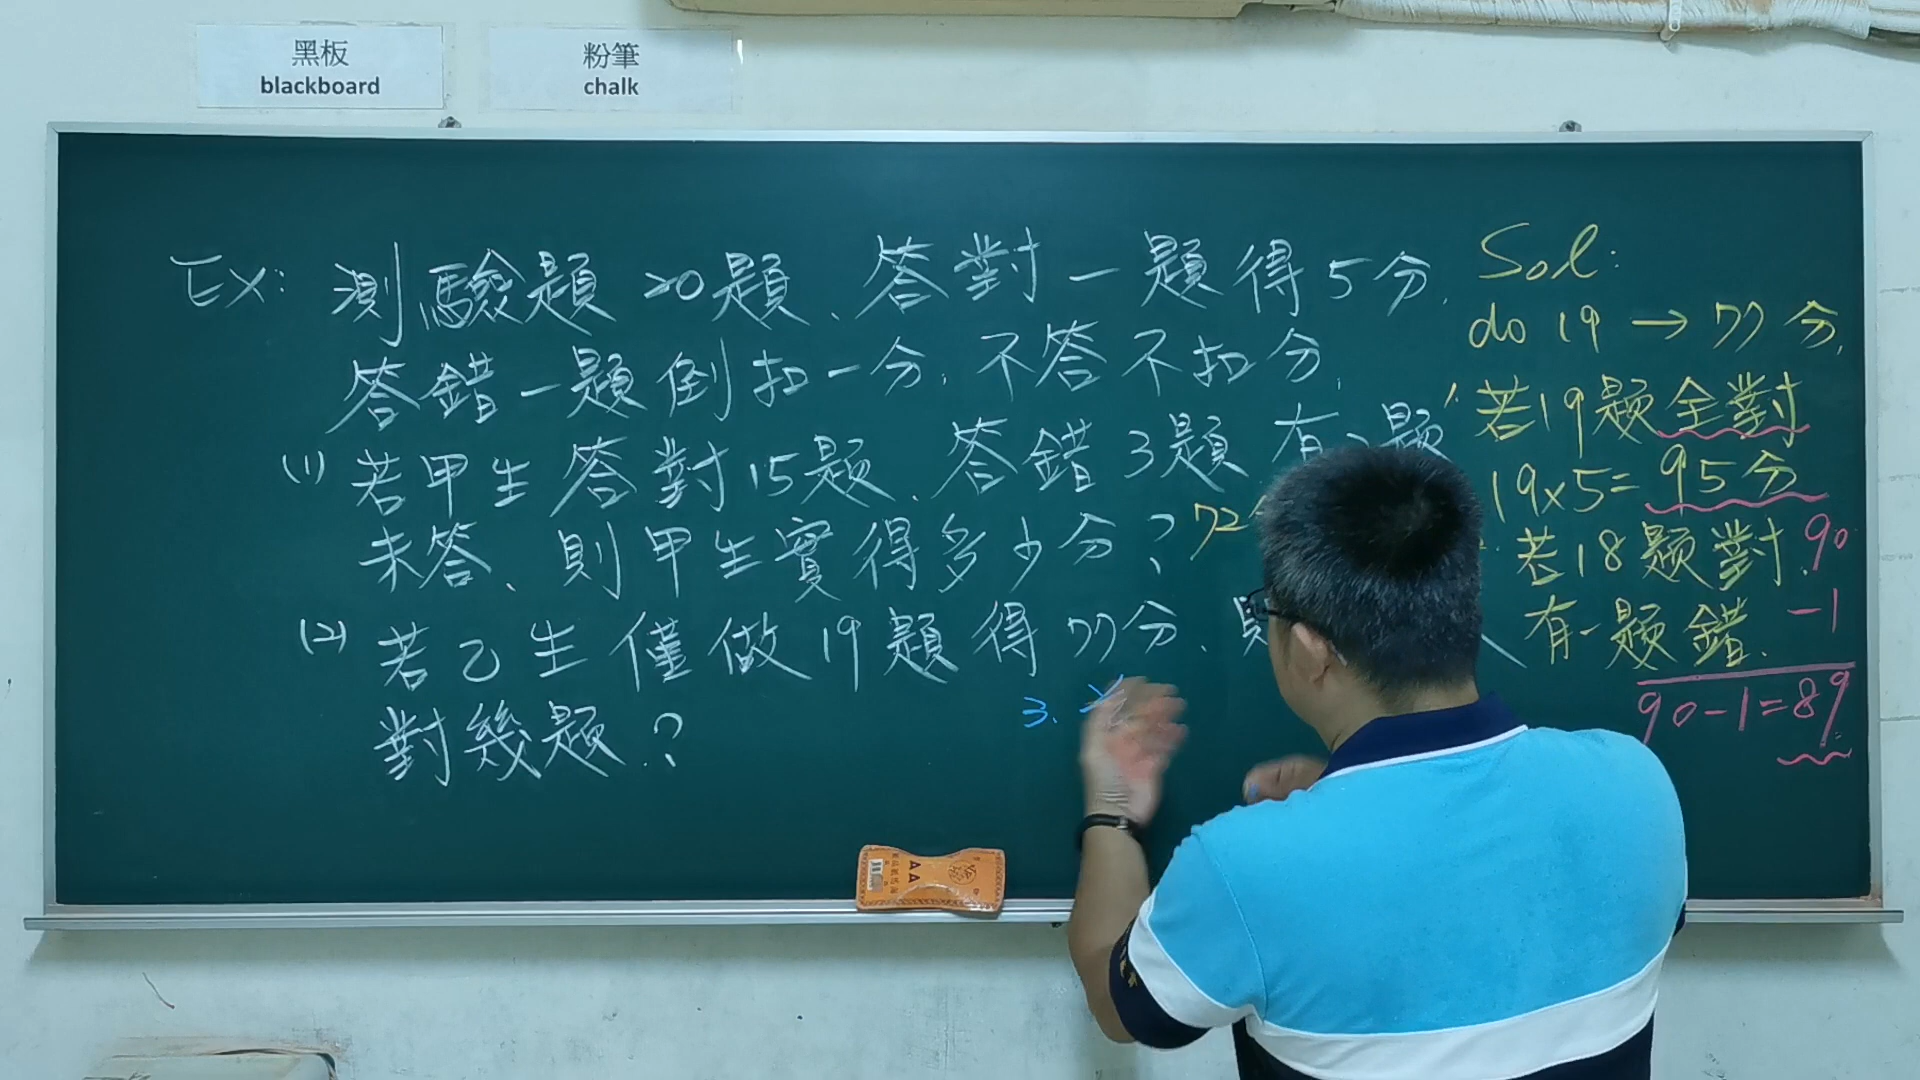 黑板
blackboard
粉筆
chalk
Ex: 測驗題20題、答對一題得5分.
答錯一題倒扣一分,不答不扣分.
(1) 若甲生答對15題、答錯3題、有2題
未答、則甲生實得多少分? 72
(2) 若乙生僅做19題得77分、
對幾題?
3.
Sol:
do 19 → 77分.
若19題全對
19×5=95分
若18題對. 90
有一題錯. -1
90-1=89